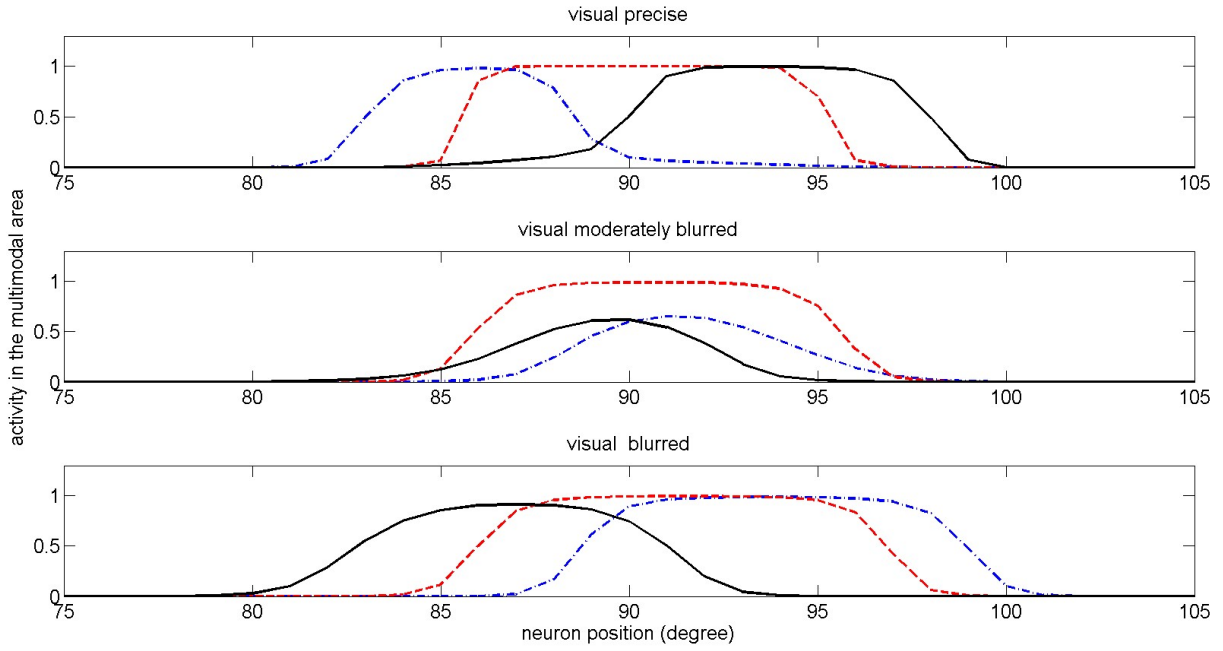 visual precise
1
0.5
0
75 80 85 90 95 100 105
activity in the multimodal area
visual moderately blurred
1
0.5
0
75 80 85 90 95 100 105
visual blurred
1
0.5
0
75 80 85 90 95 100 105
neuron position (degree)